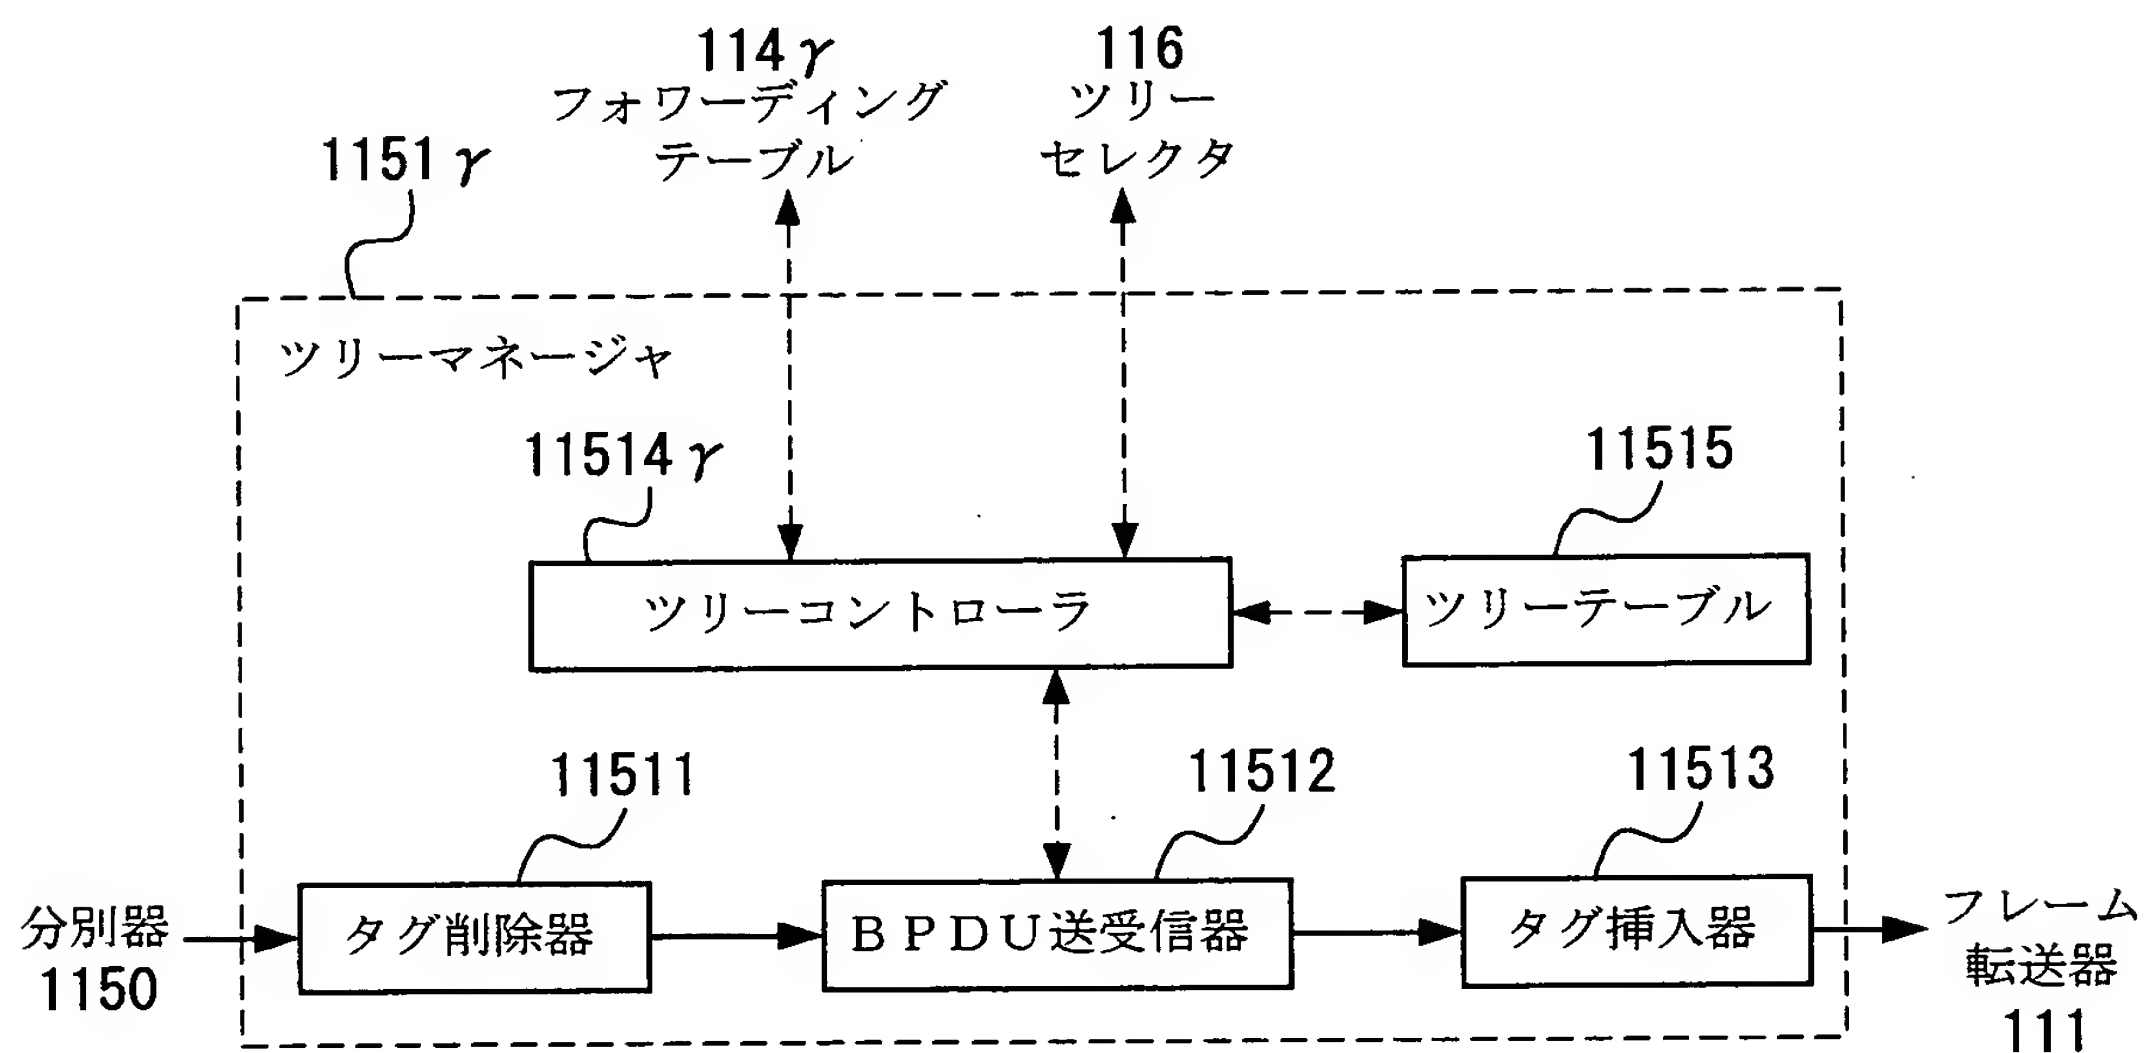 114γ
フォワーディング
テーブル
116
ツリー
セレクタ
1151γ
ツリーマネージャ
11514γ
ツリーコントローラ
11515
ツリーテーブル
11511
タグ削除器
11512
BPDU送受信器
11513
タグ挿入器
分別器
1150
フレーム
転送器
111